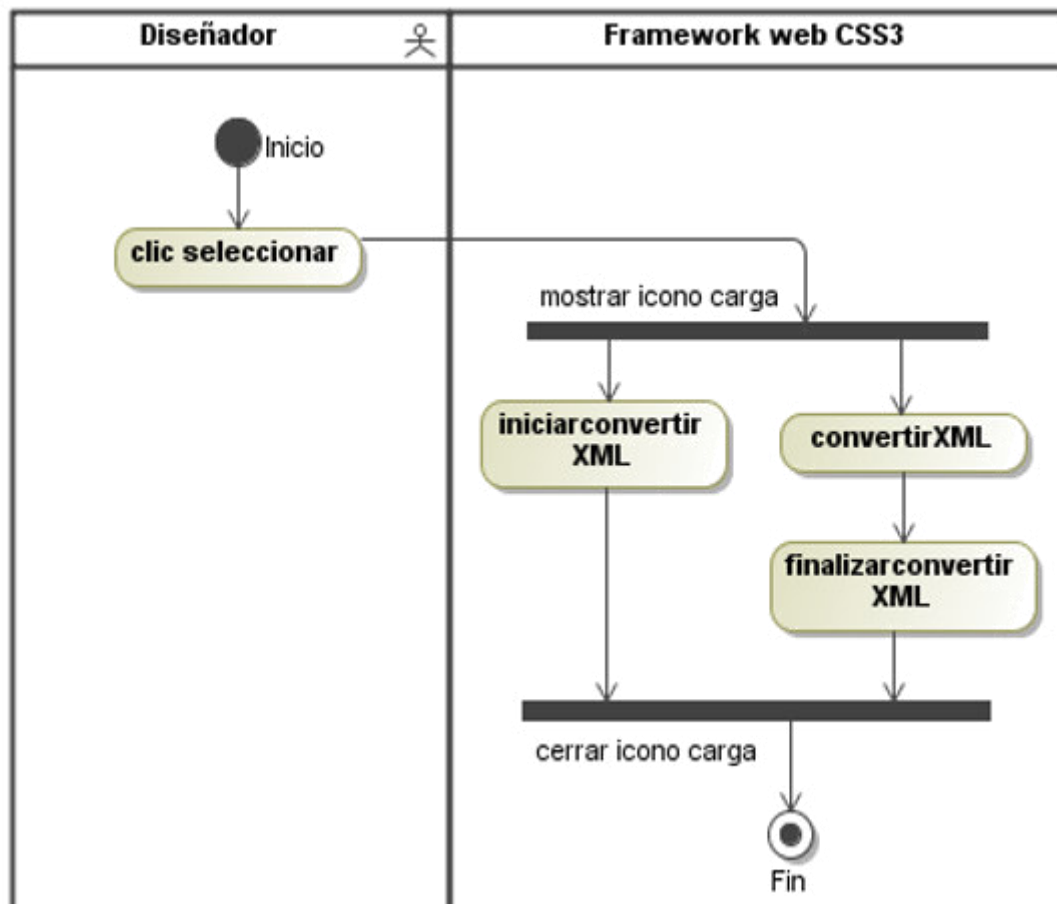 Diseñador
Framework web CSS3
Inicio
clic seleccionar
mostrar icono carga
iniciarconvertir
XML
convertirXML
finalizarconvertir
XML
cerrar icono carga
Fin